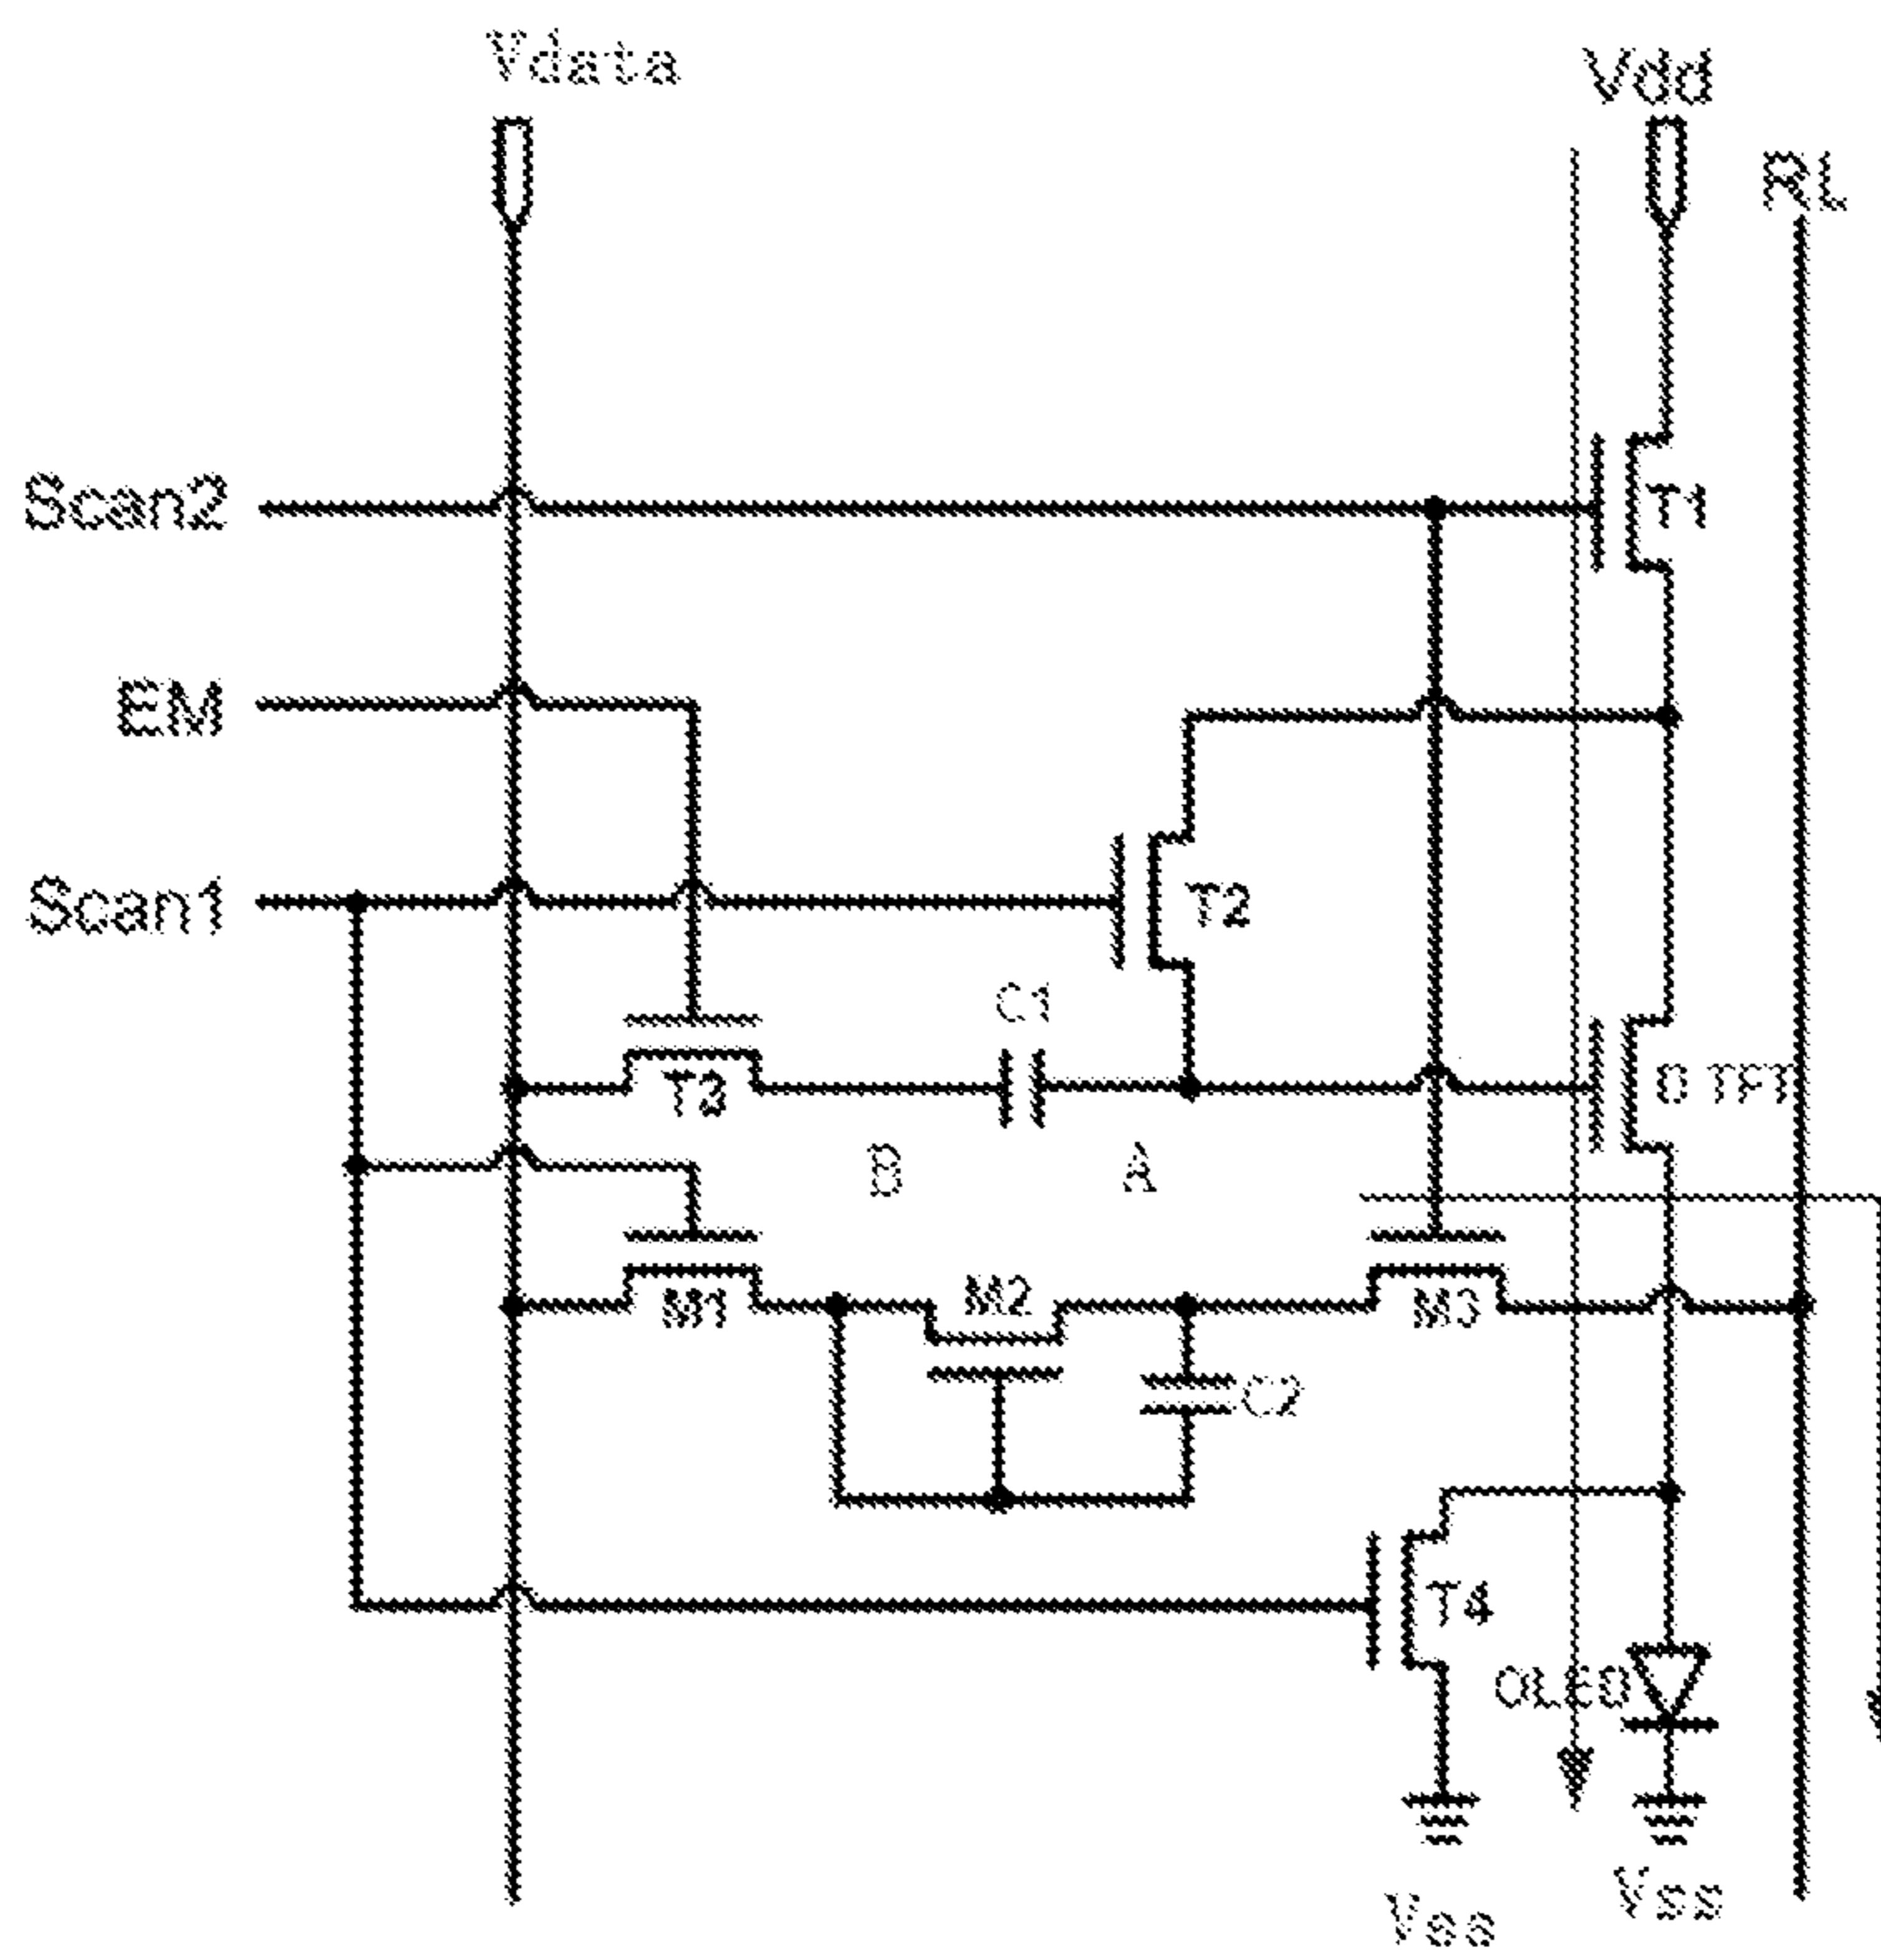 Vdata
Vdd
RL
Scan2
T1
EM
Scan1
T2
C1
T3
D TFT
B
A
M1
M2
M3
C2
T4
OLED
Vss
Vss